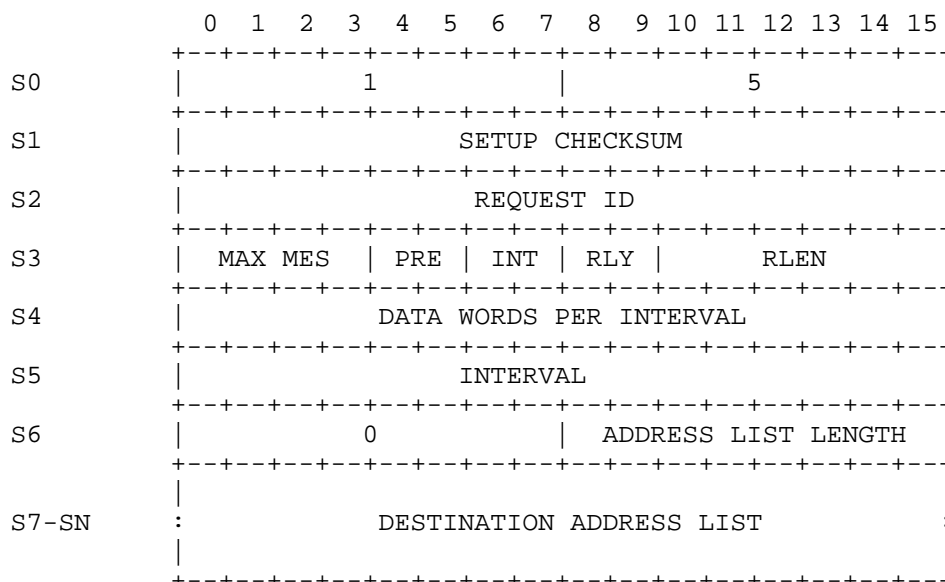 0  1  2  3  4  5  6  7  8  9 10 11 12 13 14 15
+--+--+--+--+--+--+--+--+--+--+--+--+--+--+--+--
S0 | 1 | 5
+--+--+--+--+--+--+--+--+--+--+--+--+--+--+--+--
S1 | SETUP CHECKSUM
+--+--+--+--+--+--+--+--+--+--+--+--+--+--+--+--
S2 | REQUEST ID
+--+--+--+--+--+--+--+--+--+--+--+--+--+--+--+--
S3 | MAX MES | PRE | INT | RLY | RLEN
+--+--+--+--+--+--+--+--+--+--+--+--+--+--+--+--
S4 | DATA WORDS PER INTERVAL
+--+--+--+--+--+--+--+--+--+--+--+--+--+--+--+--
S5 | INTERVAL
+--+--+--+--+--+--+--+--+--+--+--+--+--+--+--+--
S6 | 0 | ADDRESS LIST LENGTH
+--+--+--+--+--+--+--+--+--+--+--+--+--+--+--+--
|
S7-SN : DESTINATION ADDRESS LIST :
|
+--+--+--+--+--+--+--+--+--+--+--+--+--+--+--+--